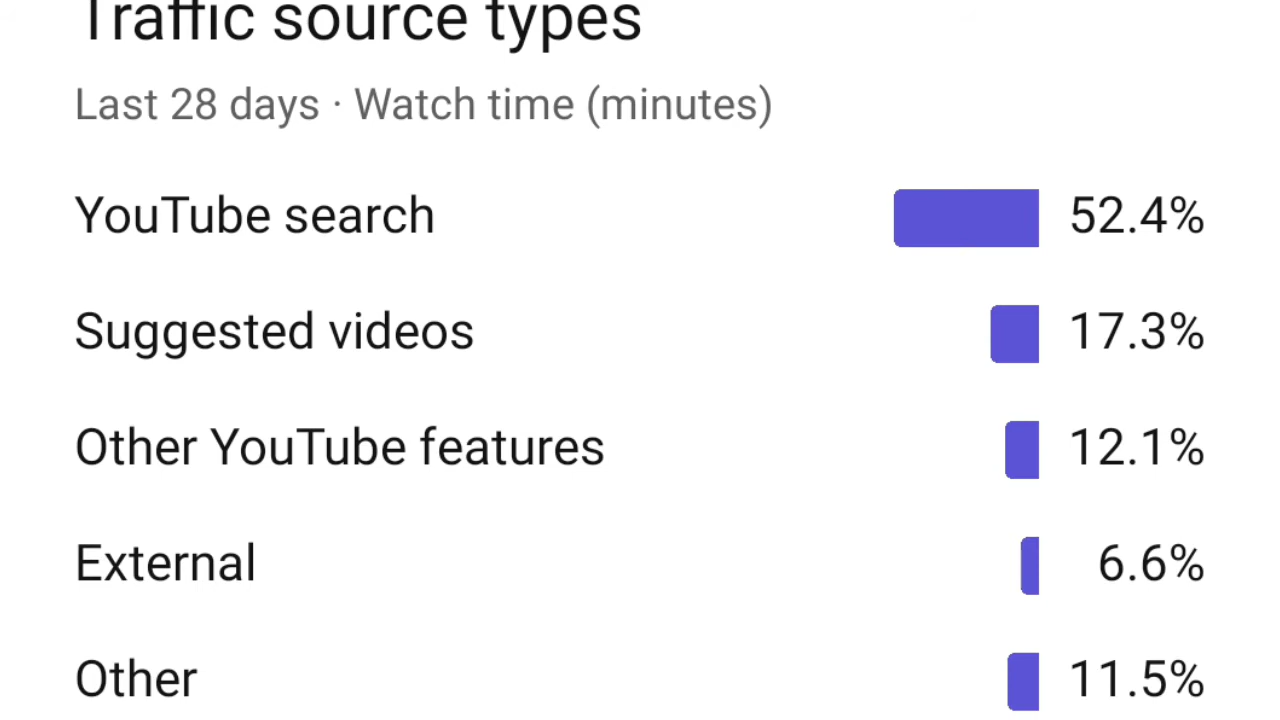 Traffic source types
Last 28 days · Watch time (minutes)
YouTube search 52.4%
Suggested videos 17.3%
Other YouTube features 12.1%
External 6.6%
Other 11.5%